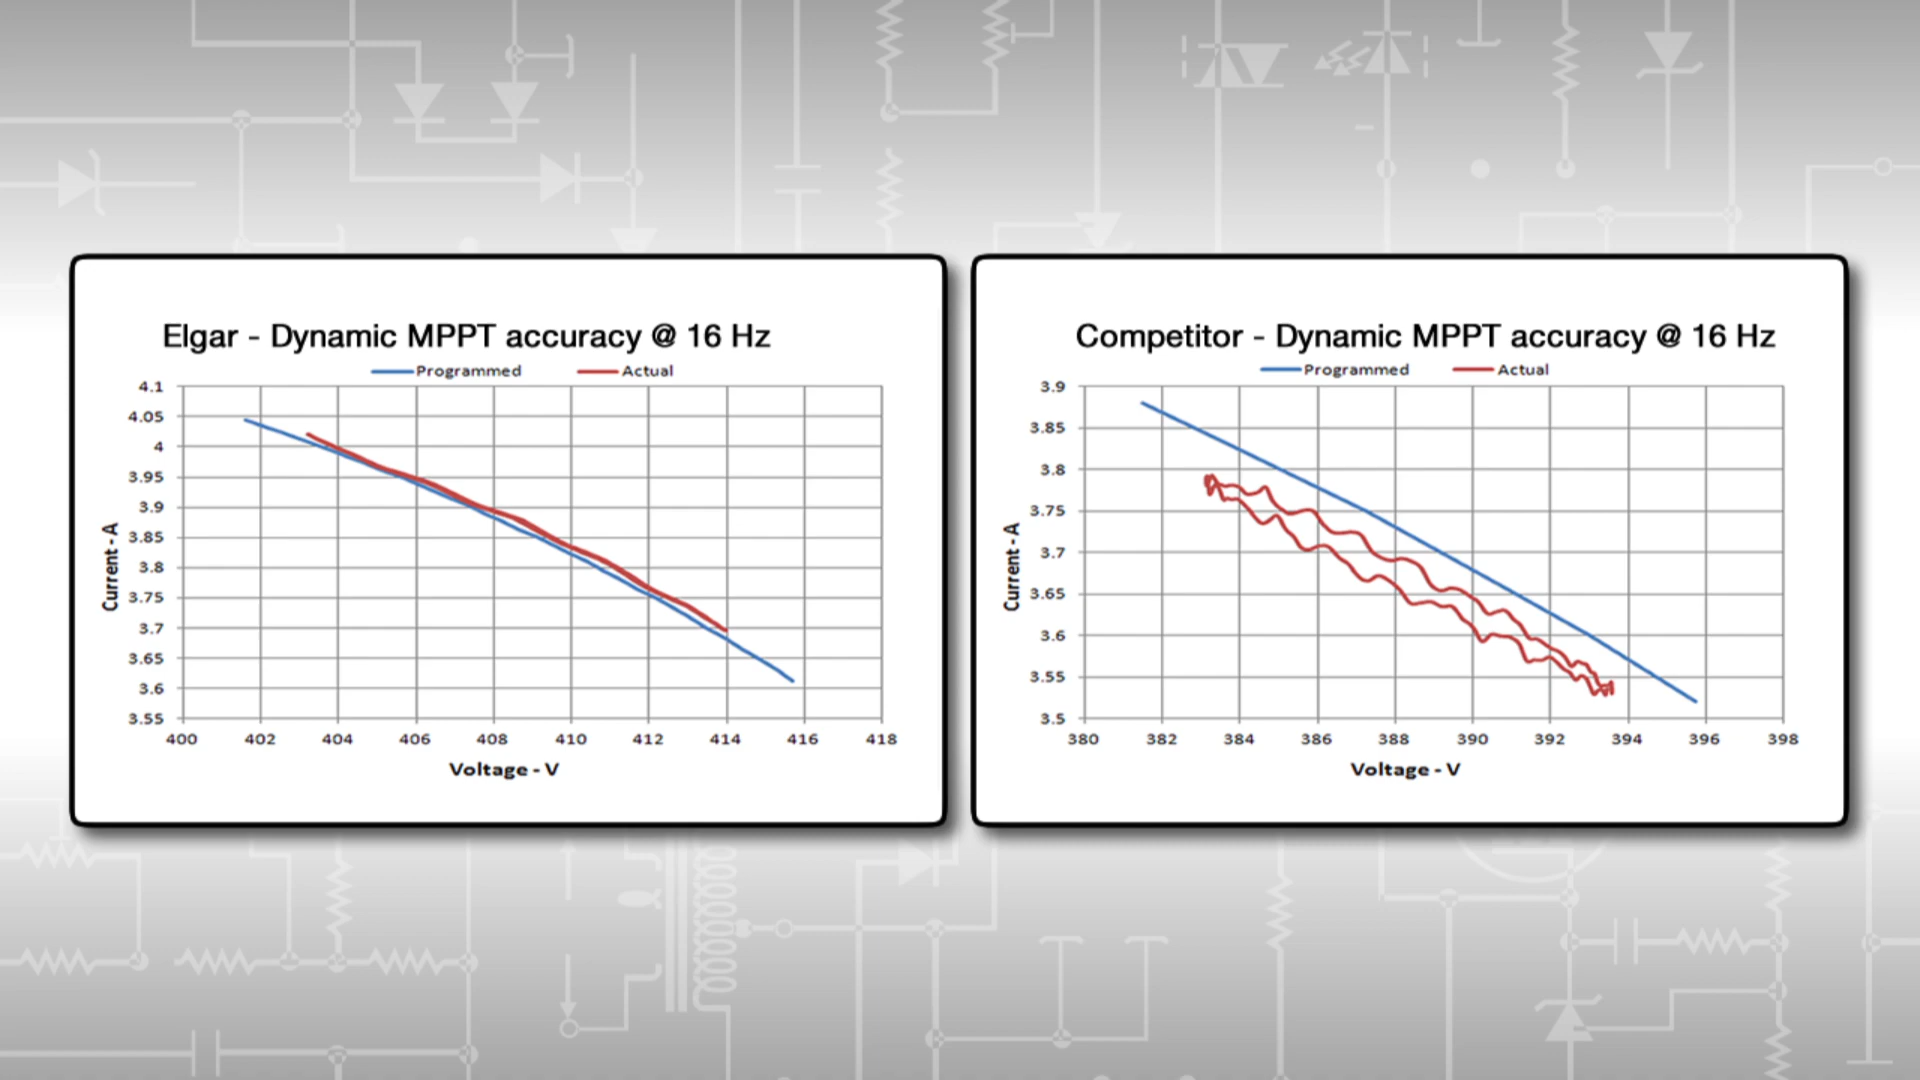 Elgar - Dynamic MPPT accuracy @ 16 Hz
Programmed Actual
4.1
4.05
4
3.95
3.9
3.85
3.8
3.75
3.7
3.65
3.6
3.55
Current - A
400 402 404 406 408 410 412 414 416 418
Voltage - V
Competitor - Dynamic MPPT accuracy @ 16 Hz
Programmed Actual
3.9
3.85
3.8
3.75
3.7
3.65
3.6
3.55
3.5
Current - A
380 382 384 386 388 390 392 394 396 398
Voltage - V